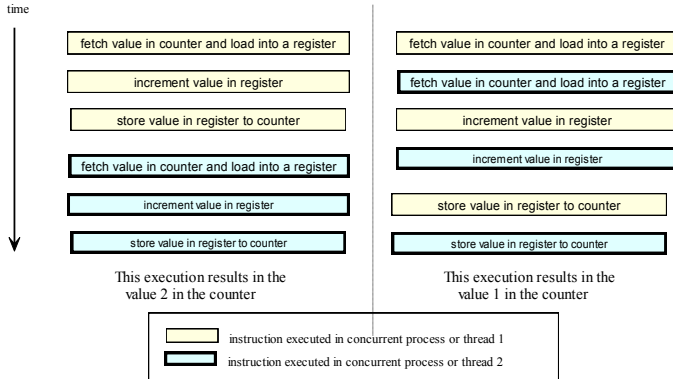 time
fetch value in counter and load into a register
increment value in register
store value in register to counter
fetch value in counter and load into a register
increment value in register
store value in register to counter
This execution results in the
value 2 in the counter
fetch value in counter and load into a register
fetch value in counter and load into a register
increment value in register
increment value in register
store value in register to counter
store value in register to counter
This execution results in the
value 1 in the counter
instruction executed in concurrent process or thread 1
instruction executed in concurrent process or thread 2